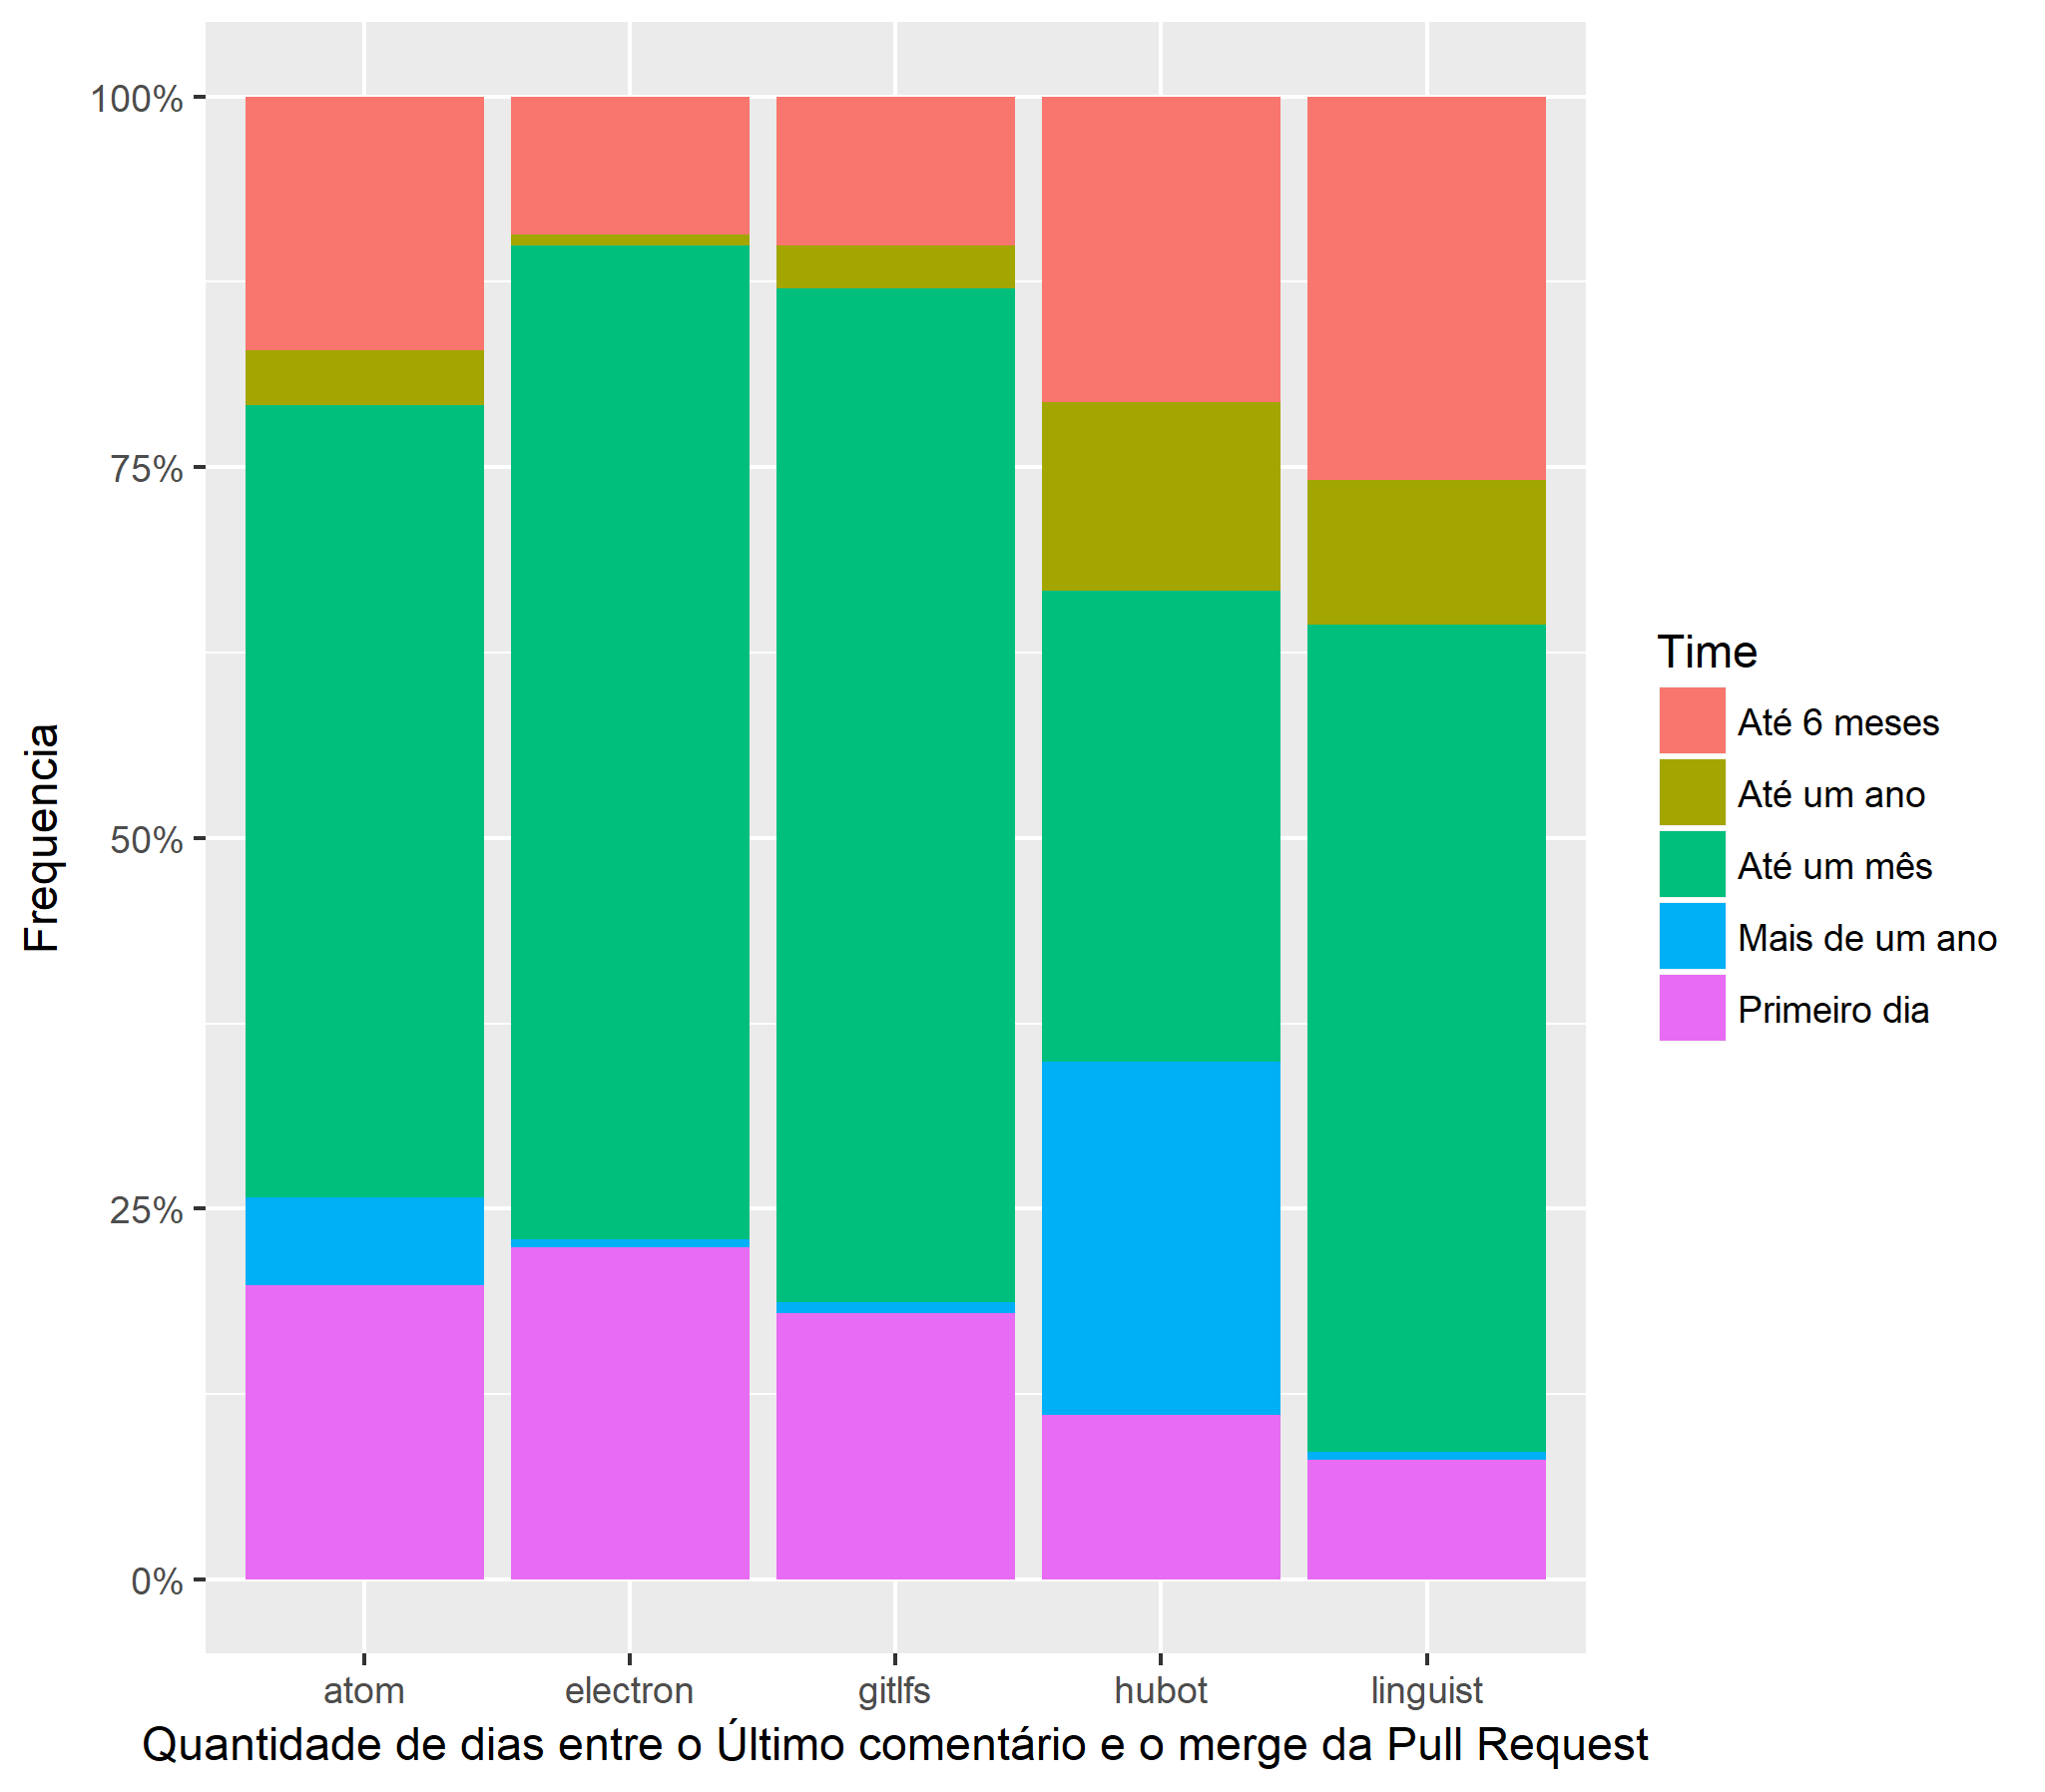 100%
75%
50%
25%
0%
Frequencia
atom electron gitlfs hubot linguist
Quantidade de dias entre o Último comentário e o merge da Pull Request
Time
Até 6 meses
Até um ano
Até um mês
Mais de um ano
Primeiro dia